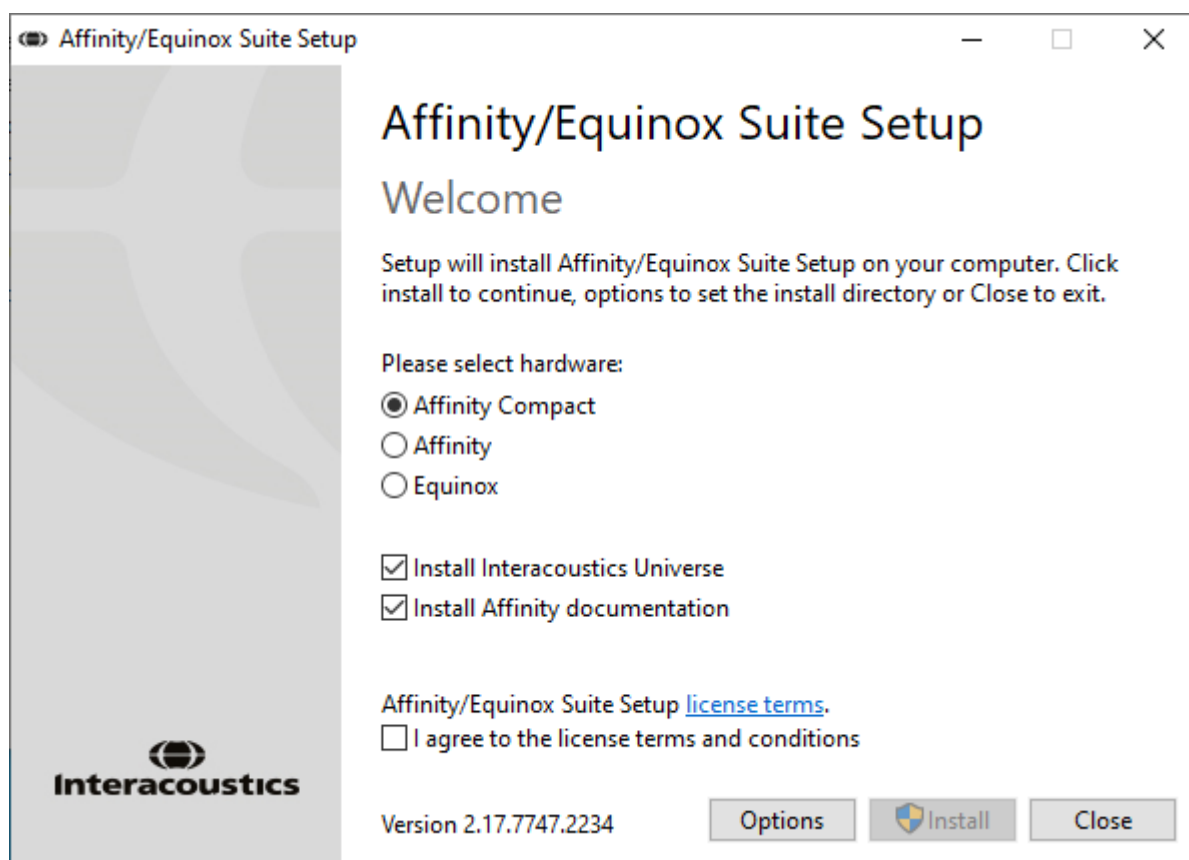 Affinity/Equinox Suite Setup
Affinity/Equinox Suite Setup
Welcome
Setup will install Affinity/Equinox Suite Setup on your computer. Click
install to continue, options to set the install directory or Close to exit.
Please select hardware:
Affinity Compact
Affinity
Equinox
Install Interacoustics Universe
Install Affinity documentation
Affinity/Equinox Suite Setup license terms.
I agree to the license terms and conditions
Interacoustics
Version 2.17.7747.2234
Options
Install
Close